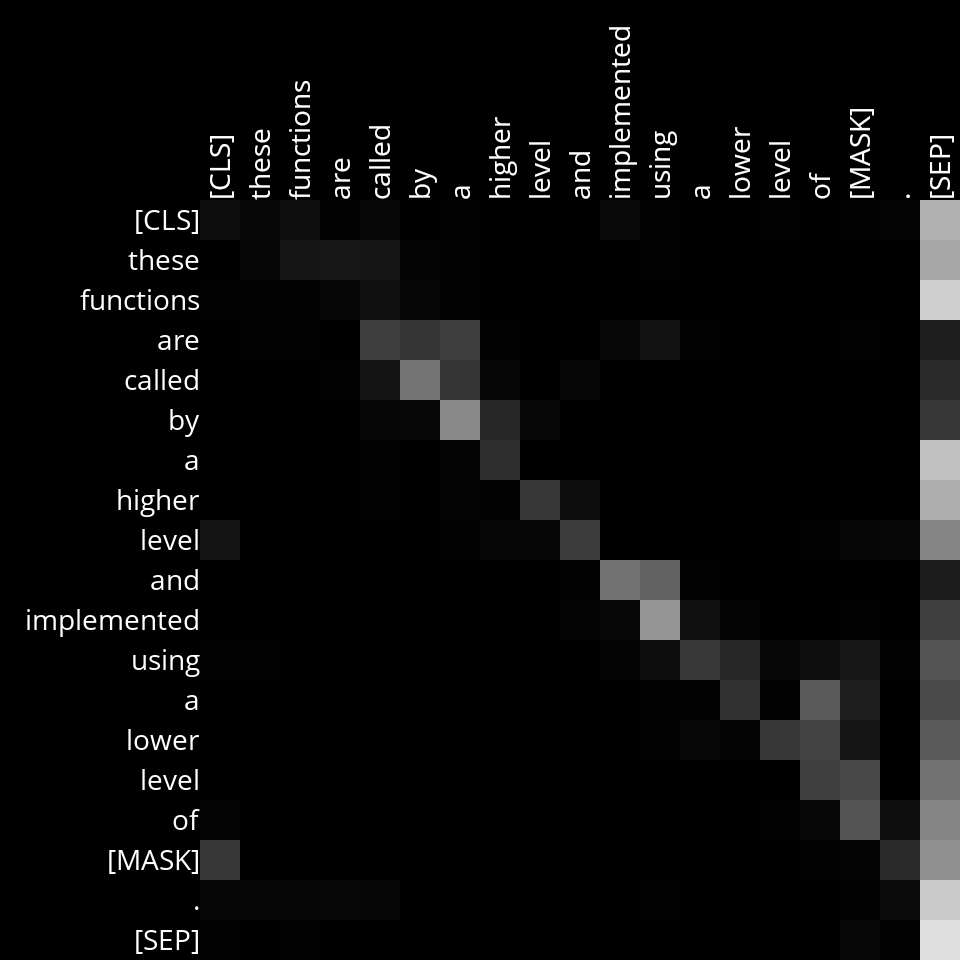 [CLS] these functions are called by a higher level and implemented using a lower level of [MASK] . [SEP]
[CLS]
these
functions
are
called
by
a
higher
level
and
implemented
using
a
lower
level
of
[MASK]
.
[SEP]